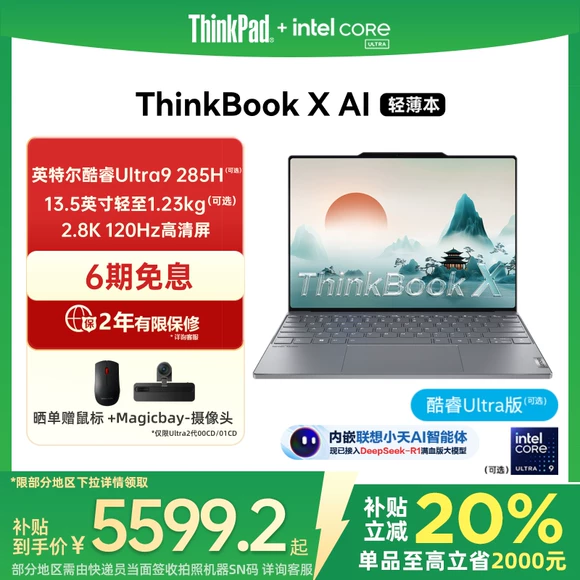 ThinkPad + intel CORE ULTRA
ThinkBook X AI 轻薄本
英特尔酷睿Ultra9 285H(可选)
13.5英寸轻至1.23kg(可选)
2.8K 120Hz高清屏
6期免息
保 2年有限保修
*详询客服
晒单赠鼠标 +Magicbay-摄像头
*仅限Ultra2代00CD/01CD
ThinkBook X
酷睿Ultra版(可选)
内嵌联想小天AI智能体
现已接入DeepSeek-R1满血版大模型
(可选)
intel CORE ULTRA 9
*限部分地区下拉详情领取
补贴到手价¥5599.2起
部分地区需由快递员当面签收拍照机器SN码 详询客服
补贴立减20%
单品至高立省2000元